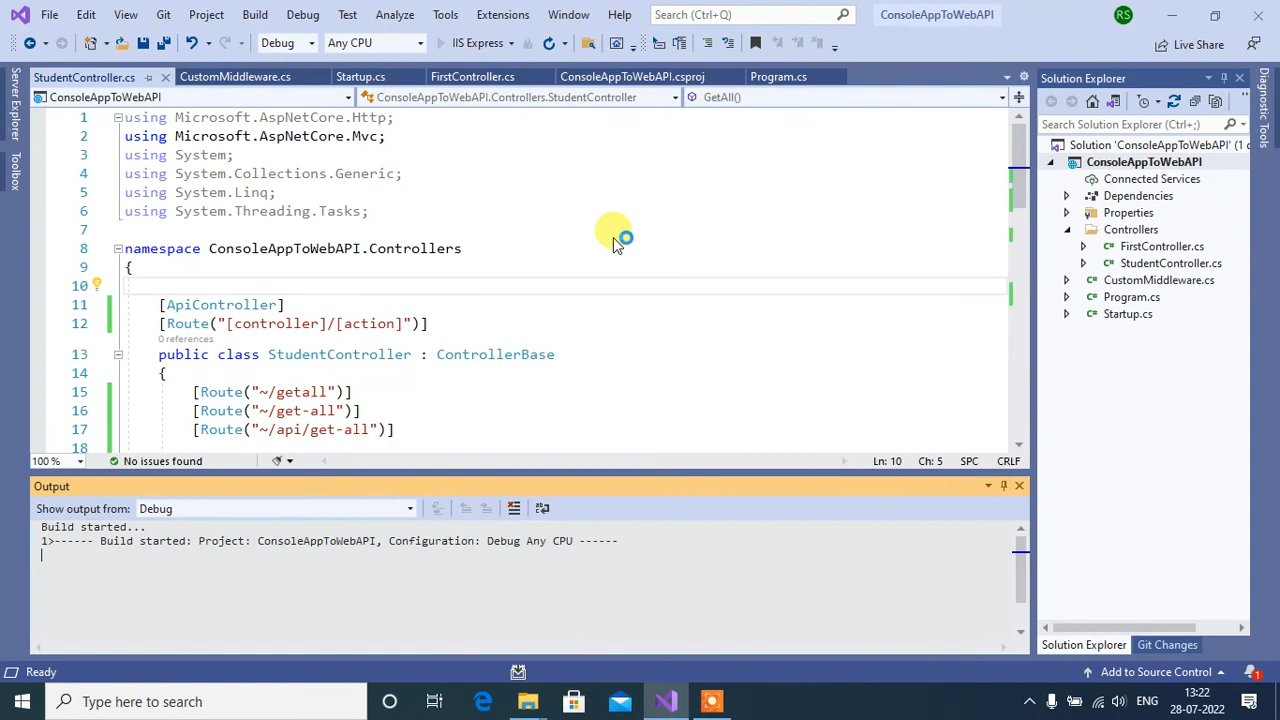 File Edit View Git Project Build Debug Test Analyze Tools Extensions Window Help Search (Ctrl+Q) ConsoleAppToWebAPI RS
Debug Any CPU IIS Express Live Share
Server Explorer
Toolbox
StudentController.cs CustomMiddleware.cs Startup.cs FirstController.cs ConsoleAppToWebAPI.csproj Program.cs
ConsoleAppToWebAPI ConsoleAppToWebAPI.Controllers.StudentController GetAll()
1 using Microsoft.AspNetCore.Http;
2 using Microsoft.AspNetCore.Mvc;
3 using System;
4 using System.Collections.Generic;
5 using System.Linq;
6 using System.Threading.Tasks;
7
8 namespace ConsoleAppToWebAPI.Controllers
9 {
10
11 [ApiController]
12 [Route("[controller]/[action]")]
0 references
13 public class StudentController : ControllerBase
14 {
15 [Route("~/getall")]
16 [Route("~/get-all")]
17 [Route("~/api/get-all")]
18
100 % No issues found Ln: 10 Ch: 5 SPC CRLF
Output
Show output from: Debug
Build started...
1>------ Build started: Project: ConsoleAppToWebAPI, Configuration: Debug Any CPU ------
Solution Explorer
Search Solution Explorer (Ctrl+;)
Solution 'ConsoleAppToWebAPI' (1 o
ConsoleAppToWebAPI
Connected Services
Dependencies
Properties
Controllers
FirstController.cs
StudentController.cs
CustomMiddleware.cs
Program.cs
Startup.cs
Solution Explorer Git Changes
Diagnostic Tools
Ready Add to Source Control 1
Type here to search ENG 13:22
28-07-2022